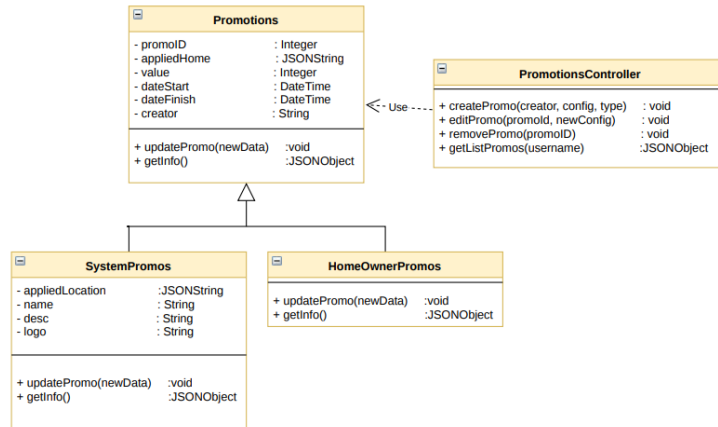 Promotions
- promoID : Integer
- appliedHome : JSONString
- value : Integer
- dateStart : DateTime
- dateFinish : DateTime
- creator : String
+ updatePromo(newData) :void
+ getInfo() :JSONObject
Use
PromotionsController
+ createPromo(creator, config, type) : void
+ editPromo(promoId, newConfig) : void
+ removePromo(promoID) : void
+ getListPromos(username) :JSONObject
SystemPromos
- appliedLocation :JSONString
- name : String
- desc : String
- logo : String
+ updatePromo(newData) :void
+ getInfo() :JSONObject
HomeOwnerPromos
+ updatePromo(newData) :void
+ getInfo() :JSONObject